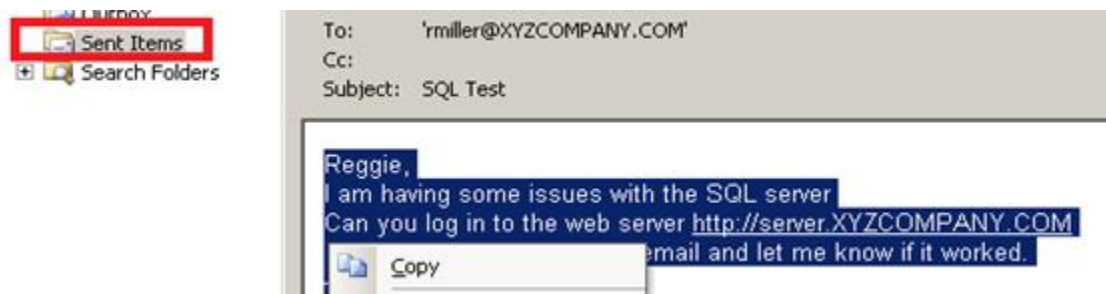 Outbox
Sent Items
Search Folders
To: 'rmiller@XYZCOMPANY.COM'
Cc:
Subject: SQL Test
Reggie,
I am having some issues with the SQL server
Can you log in to the web server http://server.XYZCOMPANY.COM
email and let me know if it worked.
Copy